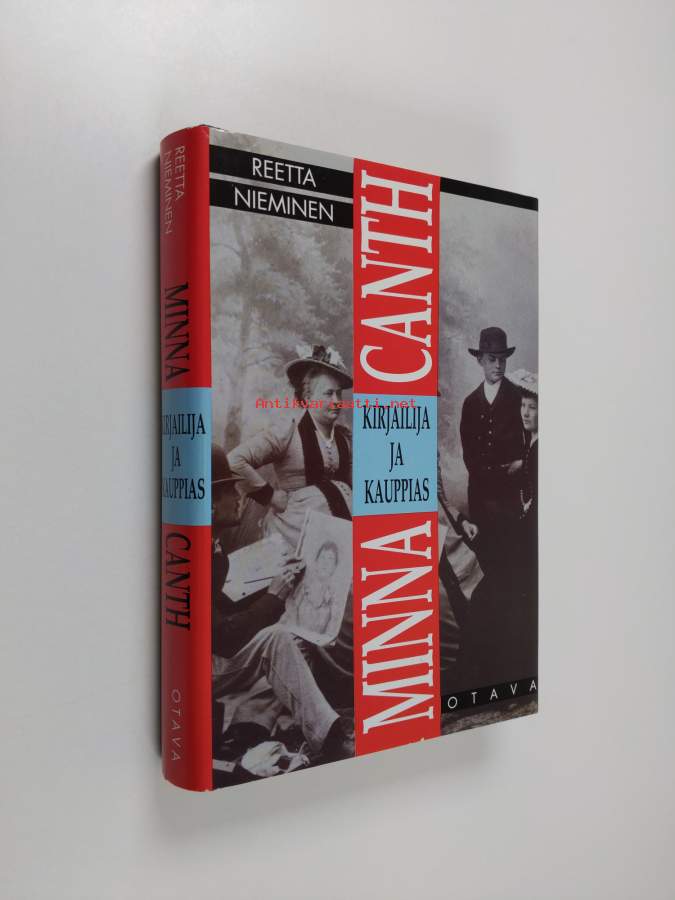 REETTA
NIEMINEN
MINNA
KIRJAILIJA
JA
KAUPPIAS
CANTH
OTAVA
REETTA
NIEMINEN
MINNA CANTH
KIRJAILIJA
JA
KAUPPIAS
OTAVA
Antikvariaatti.net